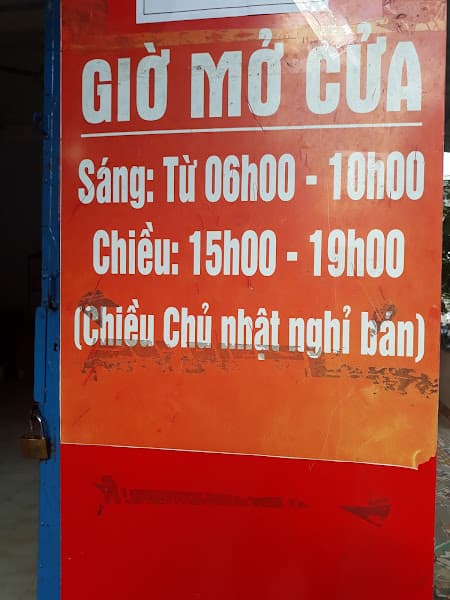 GIỜ MỞ CỬA
Sáng: Từ 06h00 - 10h00
Chiều: 15h00 - 19h00
(Chiều Chủ nhật nghỉ bán)